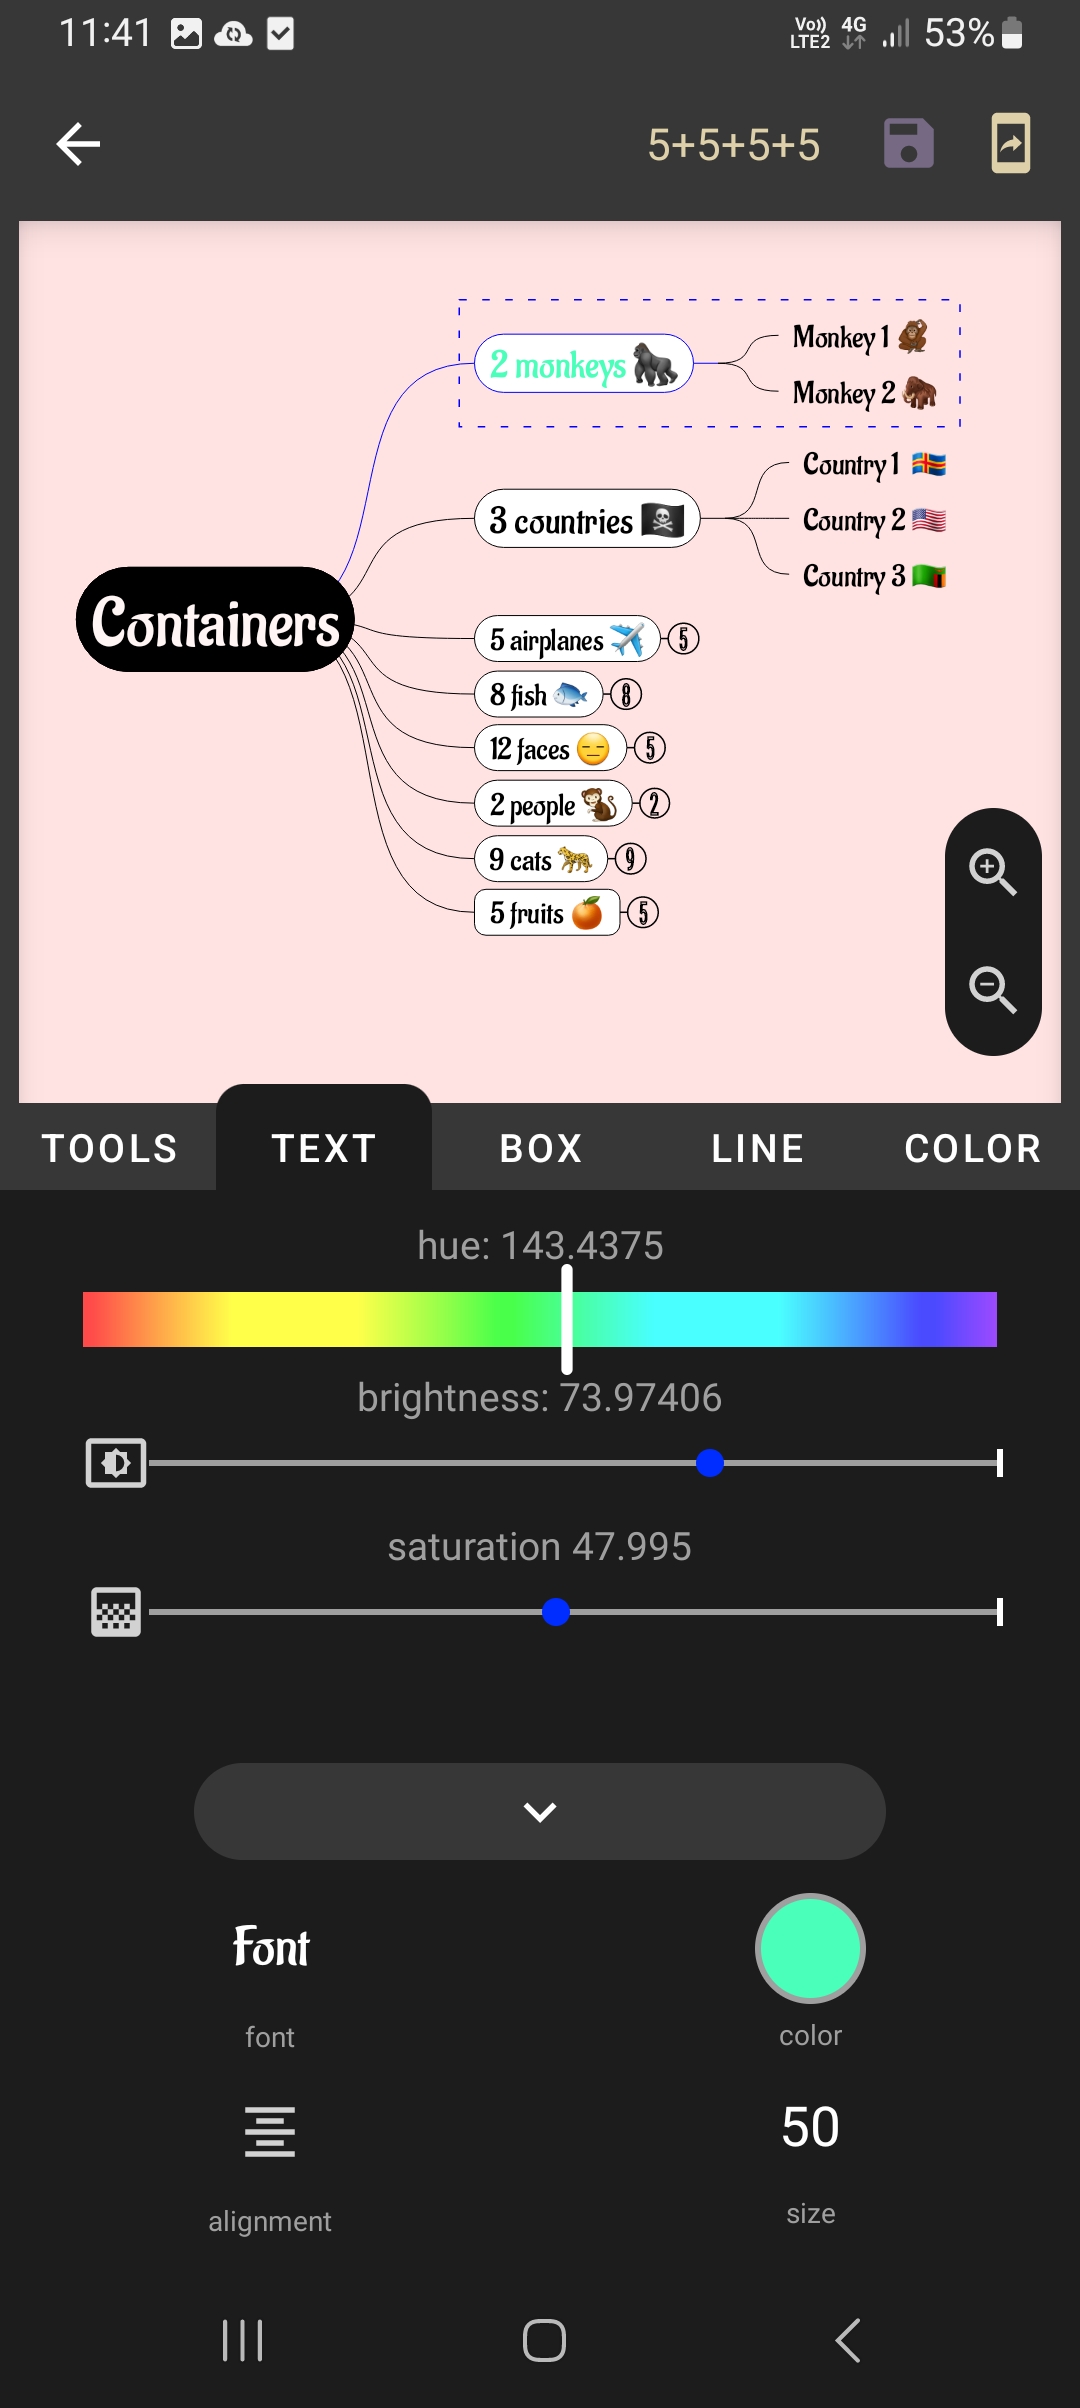 11:41
Vo)) 4G 53%
LTE2
5+5+5+5
Containers
2 monkeys
Monkey 1
Monkey 2
3 countries
Country 1
Country 2
Country 3
5 airplanes 5
8 fish 8
12 faces 5
2 people 2
9 cats 9
5 fruits 5
TOOLS TEXT BOX LINE COLOR
hue: 143.4375
brightness: 73.97406
saturation 47.995
Font
font
color
50
alignment
size